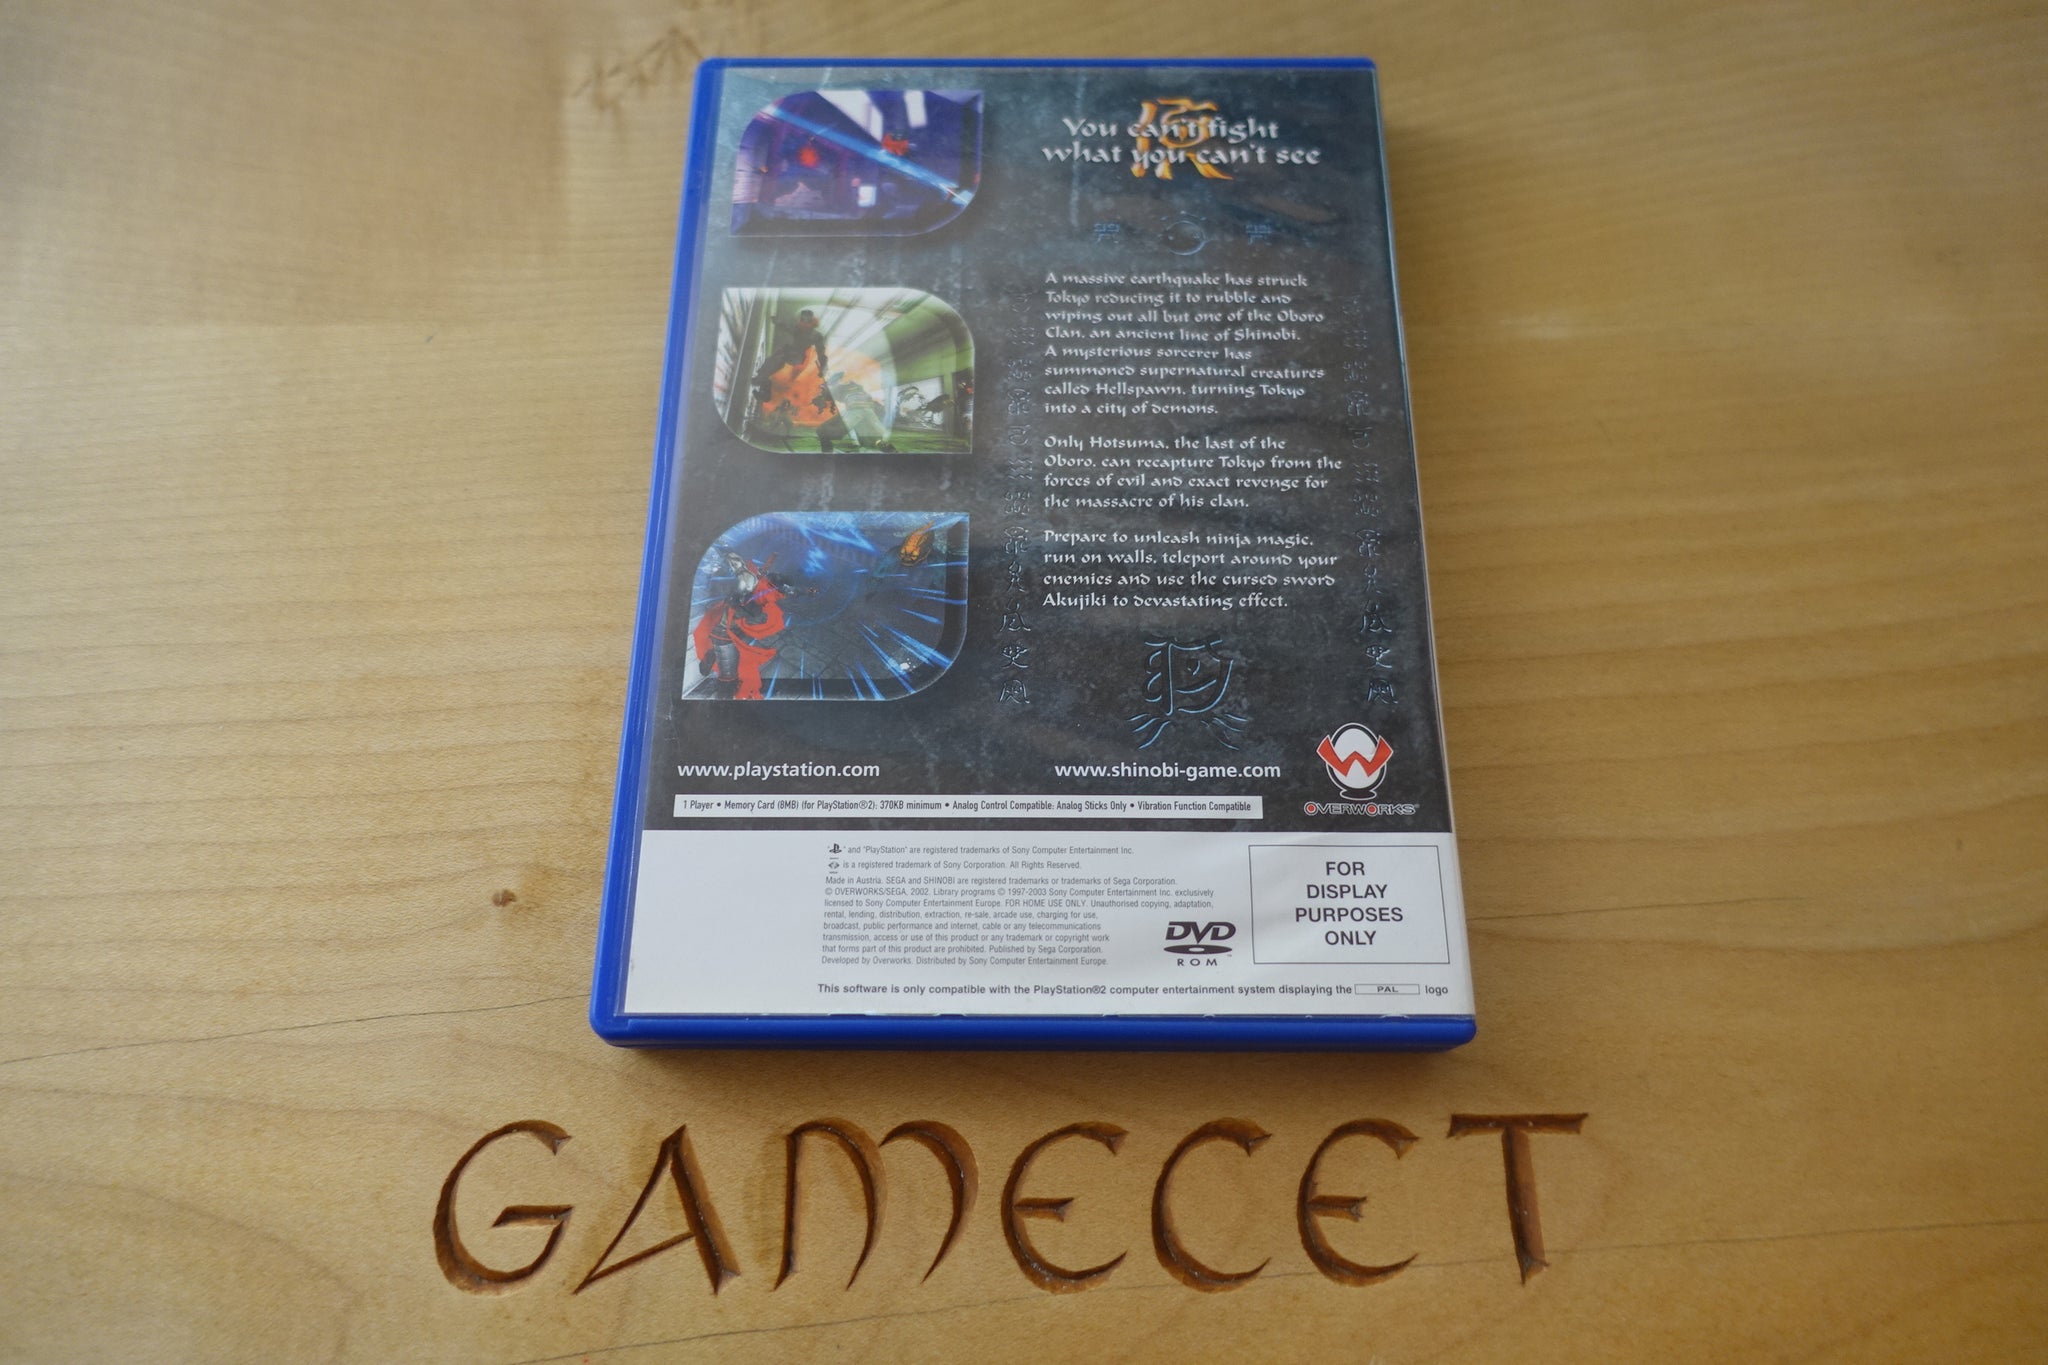 You can't fight
what you can't see
A massive earthquake has struck
Tokyo reducing it to rubble and
wiping out all but one of the Oboro
Clan, an ancient line of Shinobi.
A mysterious sorcerer has
summoned supernatural creatures
called Hellspawn, turning Tokyo
into a city of demons.
Only Hotsuma, the last of the
Oboro, can recapture Tokyo from the
forces of evil and exact revenge for
the massacre of his clan.
Prepare to unleash ninja magic,
run on walls, teleport around your
enemies and use the cursed sword
Akujiki to devastating effect.
www.playstation.com
www.shinobi-game.com
OVERWORKS
1 Player • Memory Card (8MB) (for PlayStation®2): 370KB minimum • Analog Control Compatible: Analog Sticks Only • Vibration Function Compatible
" " and "PlayStation" are registered trademarks of Sony Computer Entertainment Inc.
is a registered trademark of Sony Corporation. All Rights Reserved.
Made in Austria. SEGA and SHINOBI are registered trademarks or trademarks of Sega Corporation.
© OVERWORKS/SEGA, 2002. Library programs © 1997-2003 Sony Computer Entertainment Inc. exclusively
licensed to Sony Computer Entertainment Europe. FOR HOME USE ONLY. Unauthorised copying, adaptation,
rental, lending, distribution, extraction, re-sale, arcade use, charging for use,
broadcast, public performance and internet, cable or any telecommunications
transmission, access or use of this product or any trademark or copyright work
that forms part of this product are prohibited. Published by Sega Corporation.
Developed by Overworks. Distributed by Sony Computer Entertainment Europe.
DVD
ROM
FOR
DISPLAY
PURPOSES
ONLY
This software is only compatible with the PlayStation®2 computer entertainment system displaying the PAL logo
GAMECET